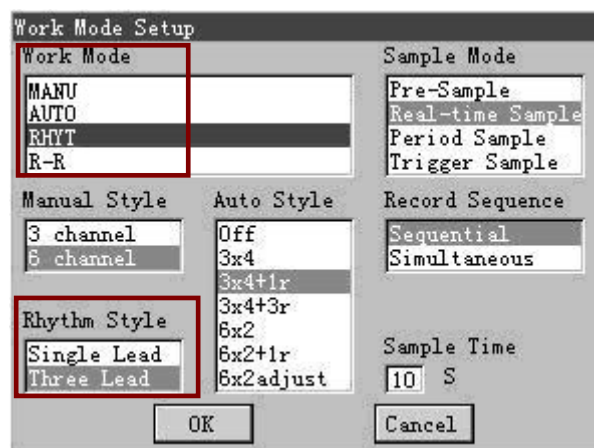 Work Mode Setup
Work Mode
MANU
AUTO
RHYT
R-R
Sample Mode
Pre-Sample
Real-time Sample
Period Sample
Trigger Sample
Manual Style
3 channel
6 channel
Auto Style
Off
3x4
3x4+1r
3x4+3r
6x2
6x2+1r
6x2adjust
Record Sequence
Sequential
Simultaneous
Rhythm Style
Single Lead
Three Lead
Sample Time
10 S
OK
Cancel